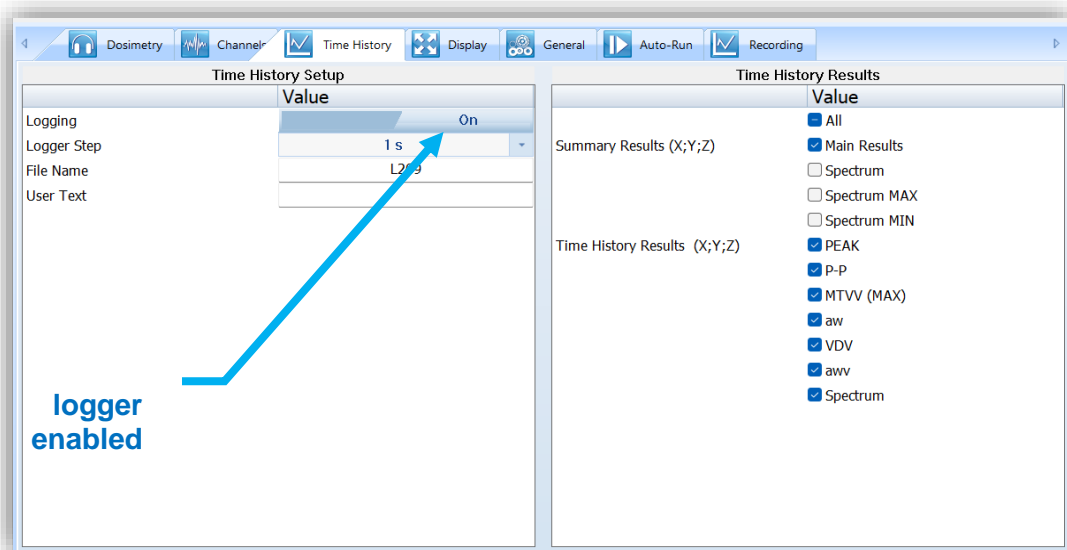 Dosimetry Channels Time History Display General Auto-Run Recording
Time History Setup
Value
Logging On
Logger Step 1 s
File Name
User Text
logger
enabled
Time History Results
Value
All
Summary Results (X;Y;Z) Main Results
Spectrum
Spectrum MAX
Spectrum MIN
Time History Results (X;Y;Z) PEAK
P-P
MTVV (MAX)
aw
VDV
awv
Spectrum